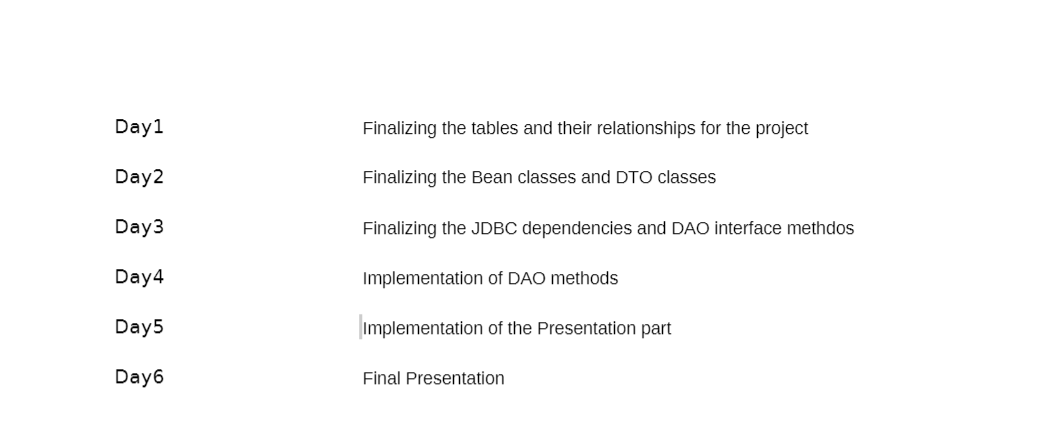 Day1 Finalizing the tables and their relationships for the project
Day2 Finalizing the Bean classes and DTO classes
Day3 Finalizing the JDBC dependencies and DAO interface methdos
Day4 Implementation of DAO methods
Day5 Implementation of the Presentation part
Day6 Final Presentation